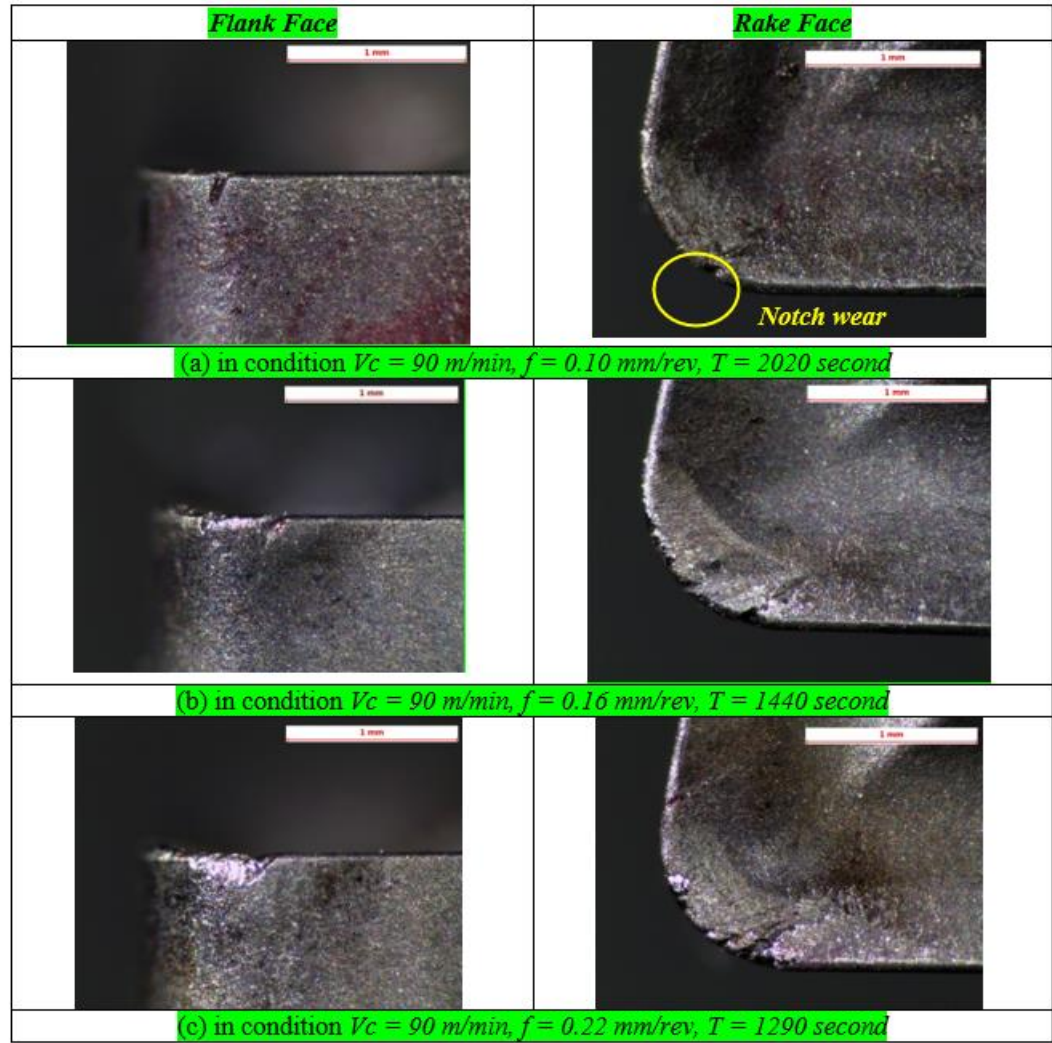 Flank Face
Rake Face
1 mm
1 mm
Notch wear
(a) in condition Vc = 90 m/min, f = 0.10 mm/rev, T = 2020 second
1 mm
1 mm
(b) in condition Vc = 90 m/min, f = 0.16 mm/rev, T = 1440 second
1 mm
1 mm
(c) in condition Vc = 90 m/min, f = 0.22 mm/rev, T = 1290 second